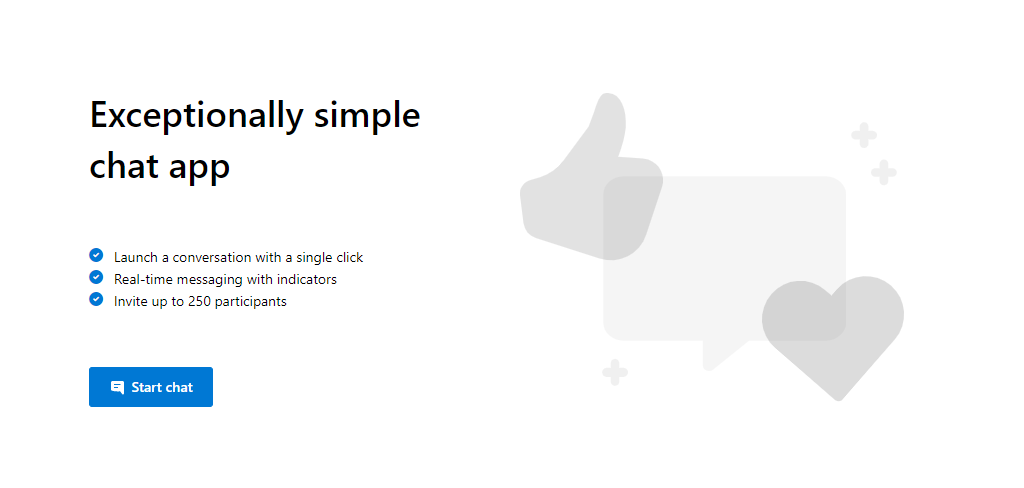 Exceptionally simple
chat app
Launch a conversation with a single click
Real-time messaging with indicators
Invite up to 250 participants
Start chat